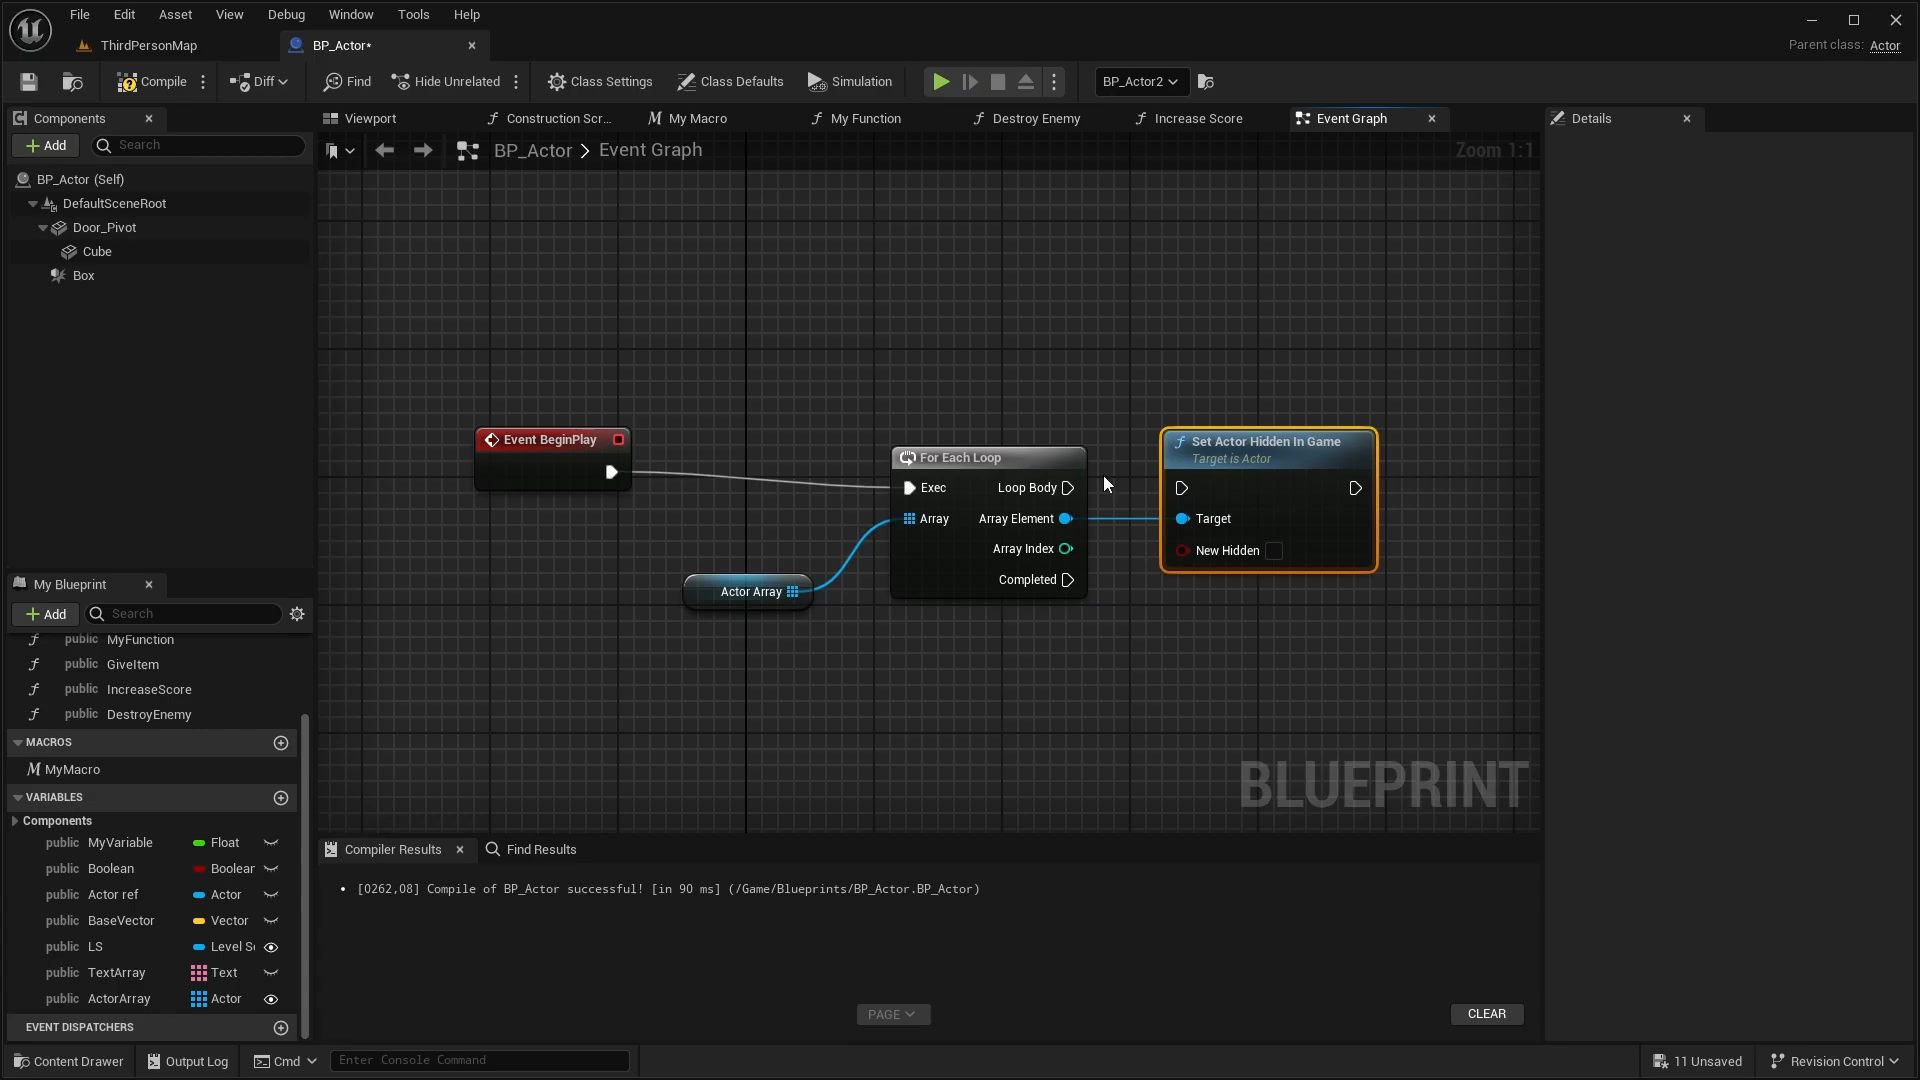 File Edit Asset View Debug Window Tools Help
ThirdPersonMap
BP_Actor*
Parent class: Actor
Compile
Diff
Find
Hide Unrelated
Class Settings
Class Defaults
Simulation
BP_Actor2
Components
Add
Search
BP_Actor (Self)
DefaultSceneRoot
Door_Pivot
Cube
Box
Viewport
Construction Scr...
My Macro
My Function
Destroy Enemy
Increase Score
Event Graph
Details
BP_Actor > Event Graph
Zoom 1:1
Event BeginPlay
For Each Loop
Exec
Loop Body
Array
Array Element
Array Index
Completed
Actor Array
Set Actor Hidden In Game
Target is Actor
Target
New Hidden
BLUEPRINT
My Blueprint
Add
Search
public MyFunction
public GiveItem
public IncreaseScore
public DestroyEnemy
MACROS
MyMacro
VARIABLES
Components
public MyVariable Float
public Boolean Boolear
public Actor ref Actor
public BaseVector Vector
public LS Level Se
public TextArray Text
public ActorArray Actor
EVENT DISPATCHERS
Compiler Results
Find Results
[0262,08] Compile of BP_Actor successful! [in 90 ms] (/Game/Blueprints/BP_Actor.BP_Actor)
PAGE
CLEAR
Content Drawer
Output Log
Cmd
Enter Console Command
11 Unsaved
Revision Control